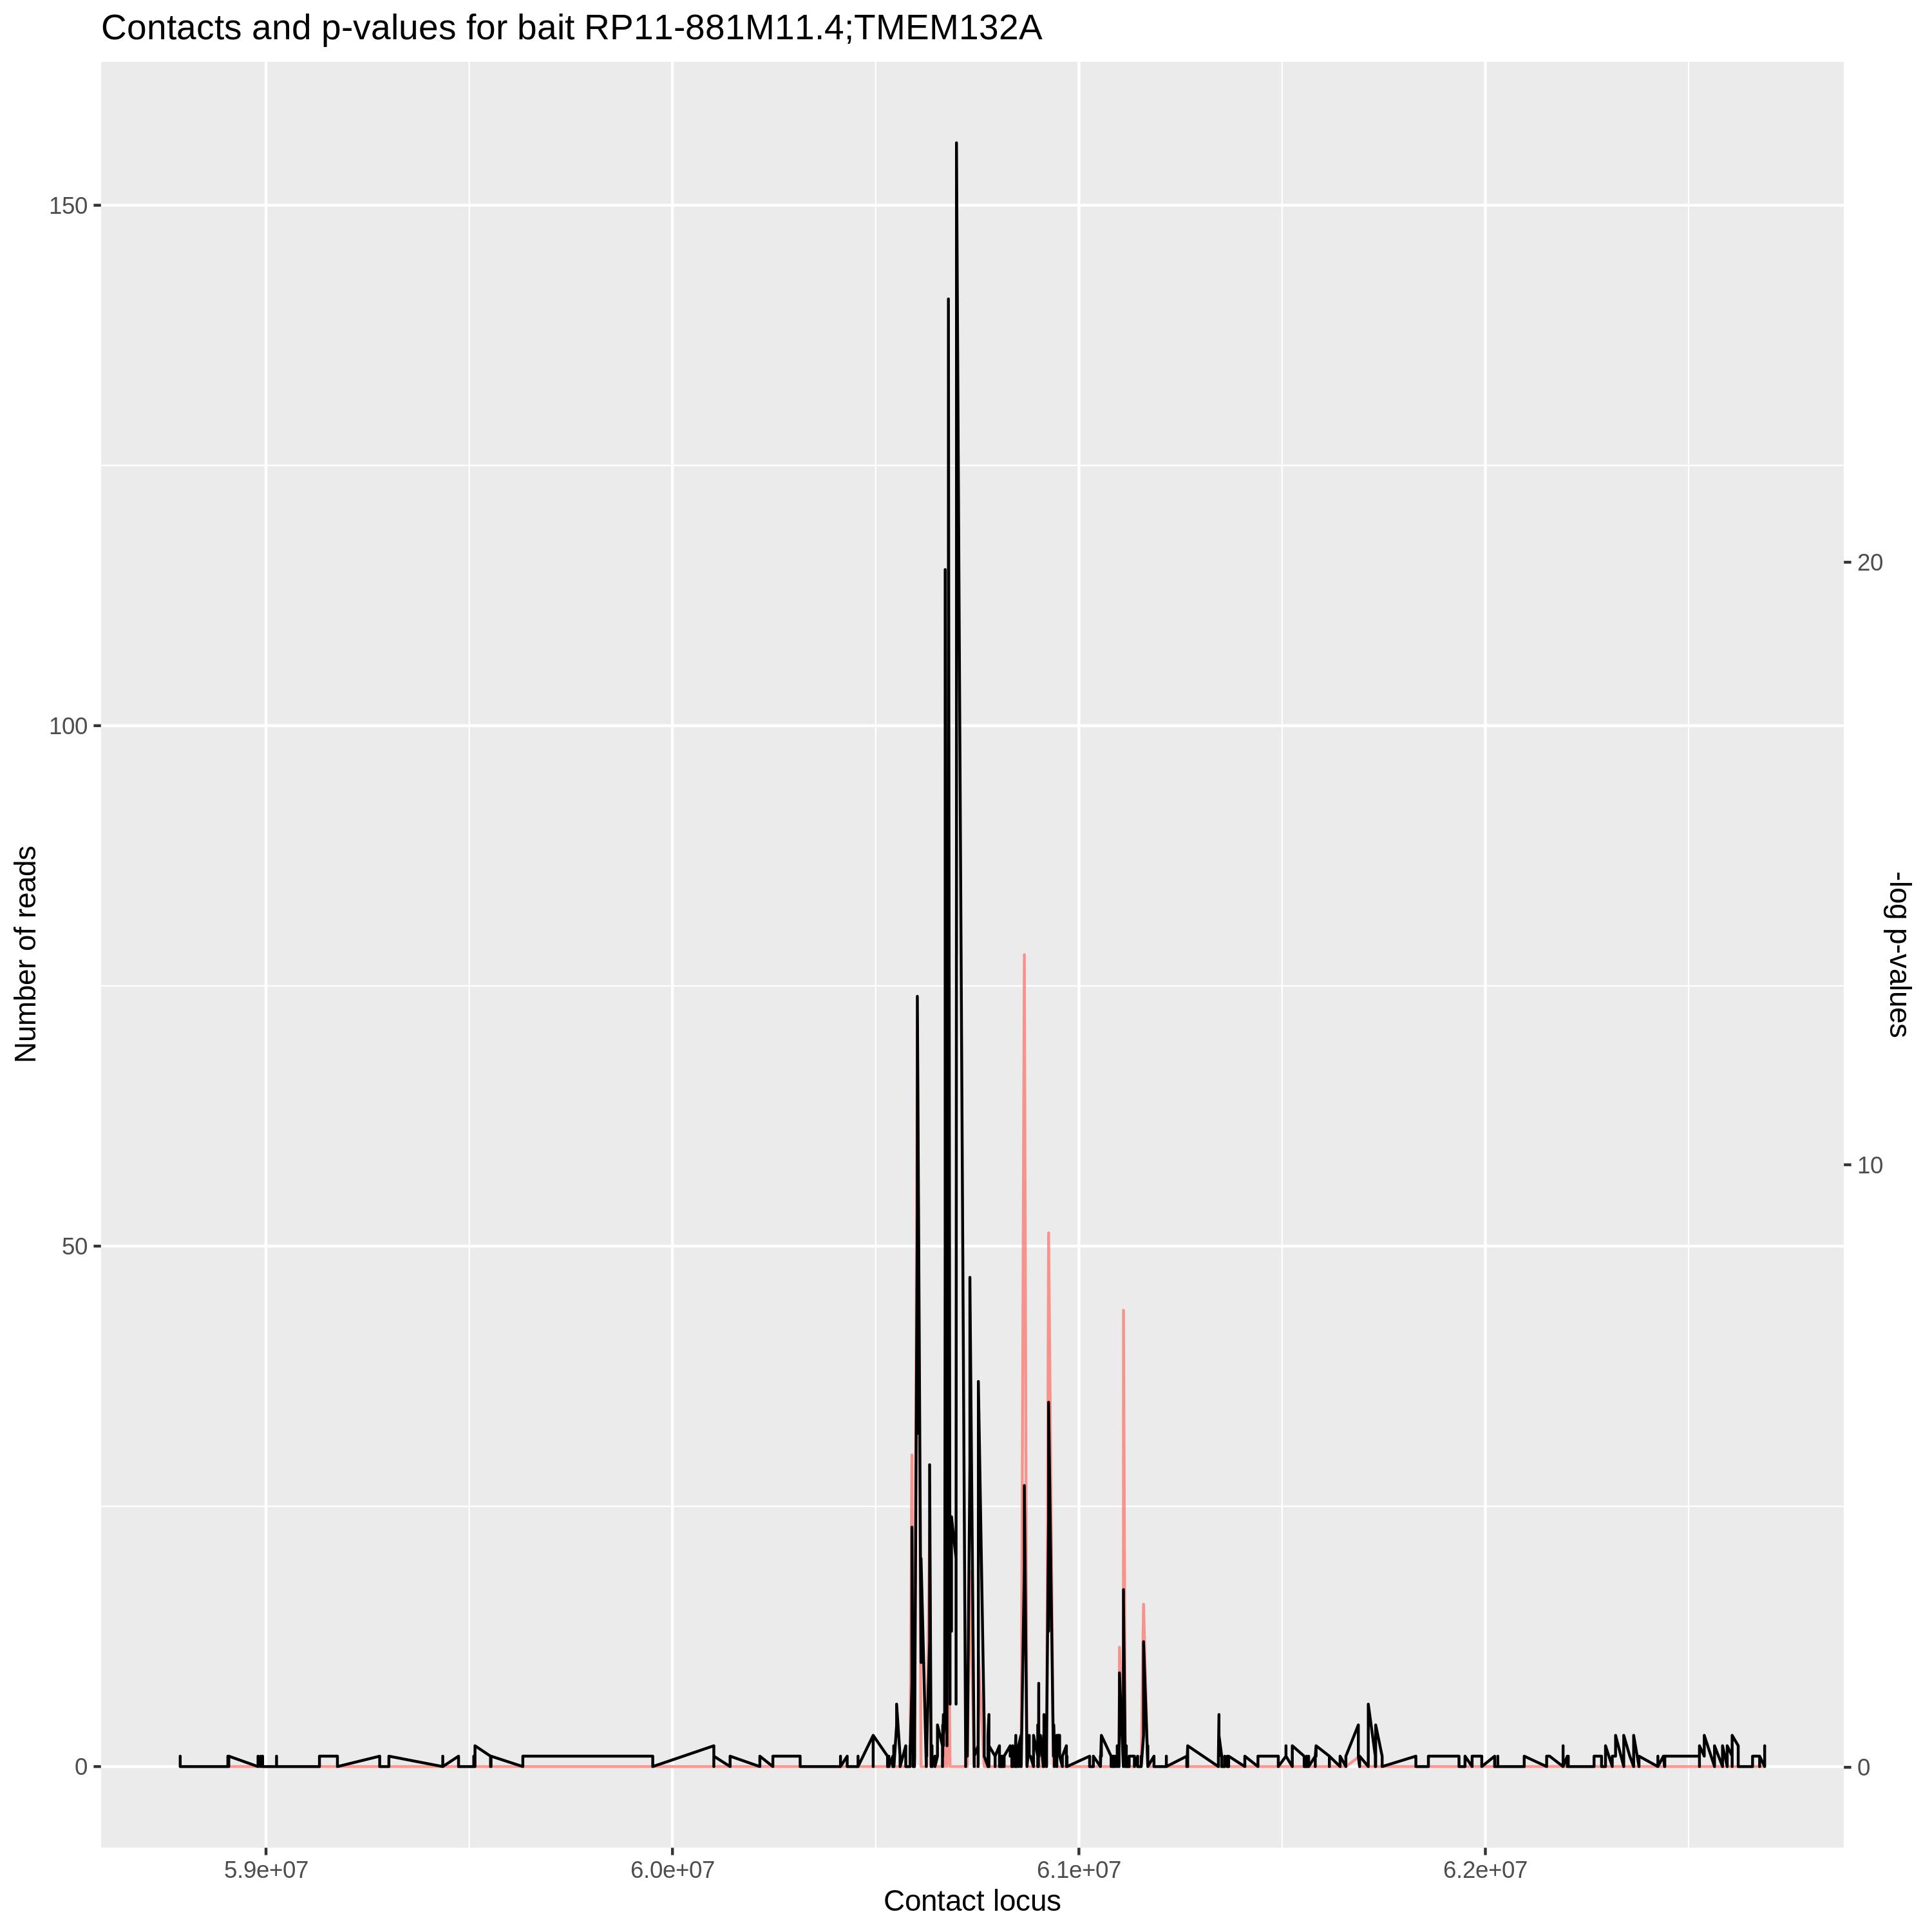 Contacts and p-values for bait RP11-881M11.4;TMEM132A
150
100
50
0
Number of reads
20
10
0
-log p-values
5.9e+07
6.0e+07
6.1e+07
6.2e+07
Contact locus